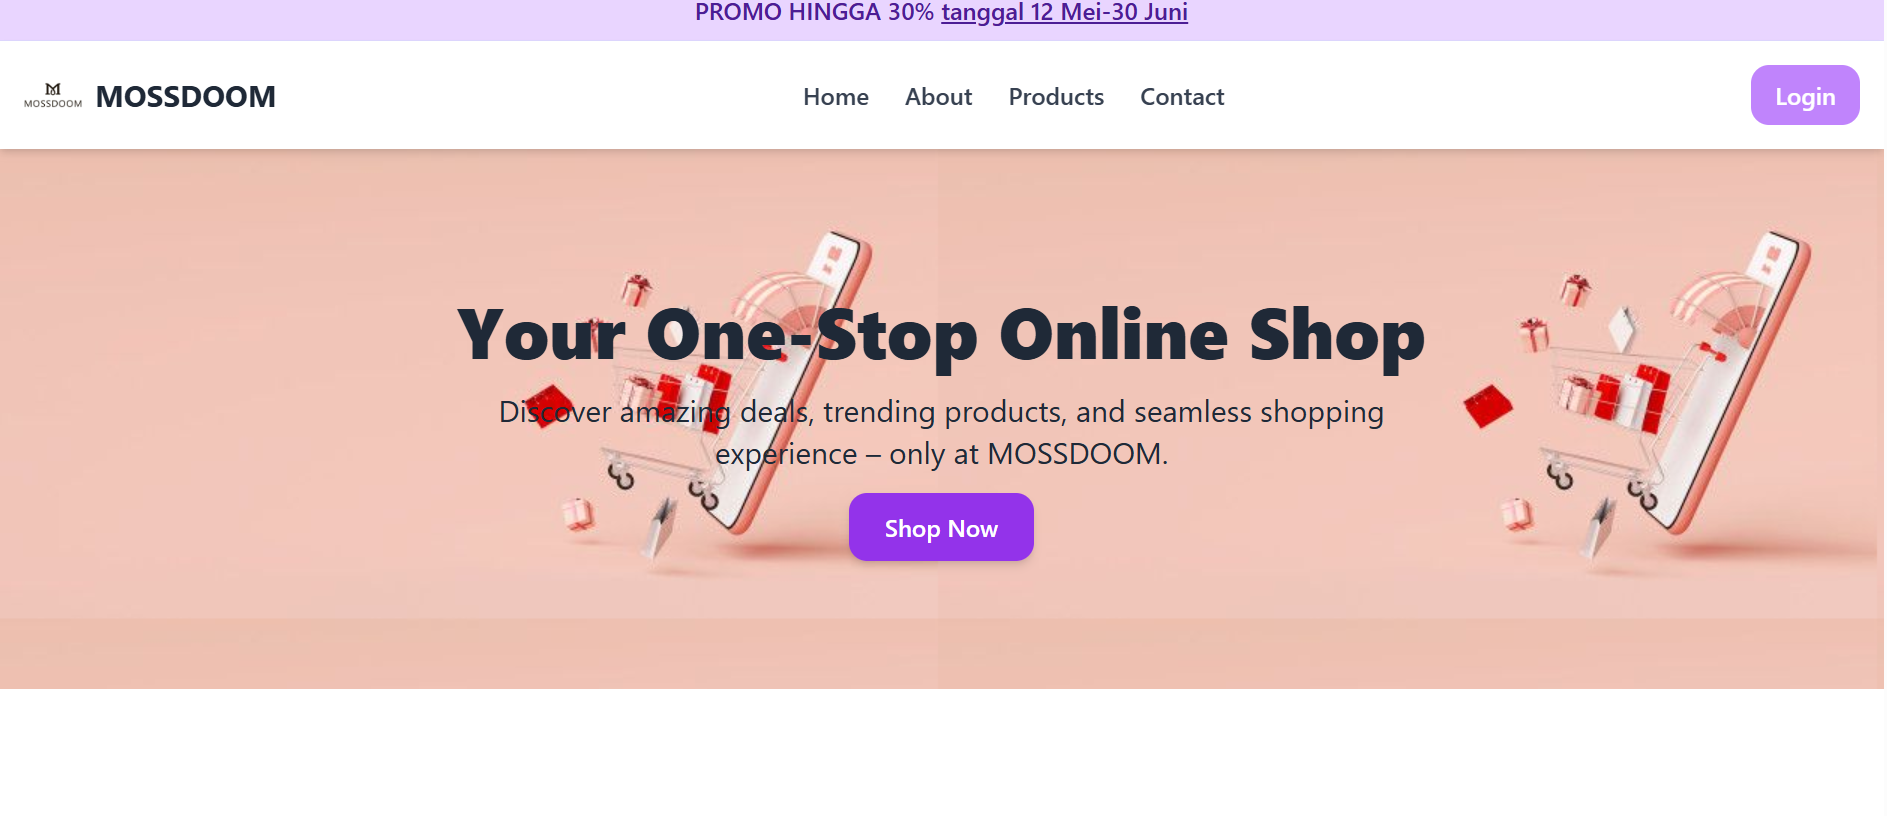 PROMO HINGGA 30% tanggal 12 Mei-30 Juni
MOSSDOOM
MOSSDOOM
Home
About
Products
Contact
Login
Your One-Stop Online Shop
Discover amazing deals, trending products, and seamless shopping
experience – only at MOSSDOOM.
Shop Now